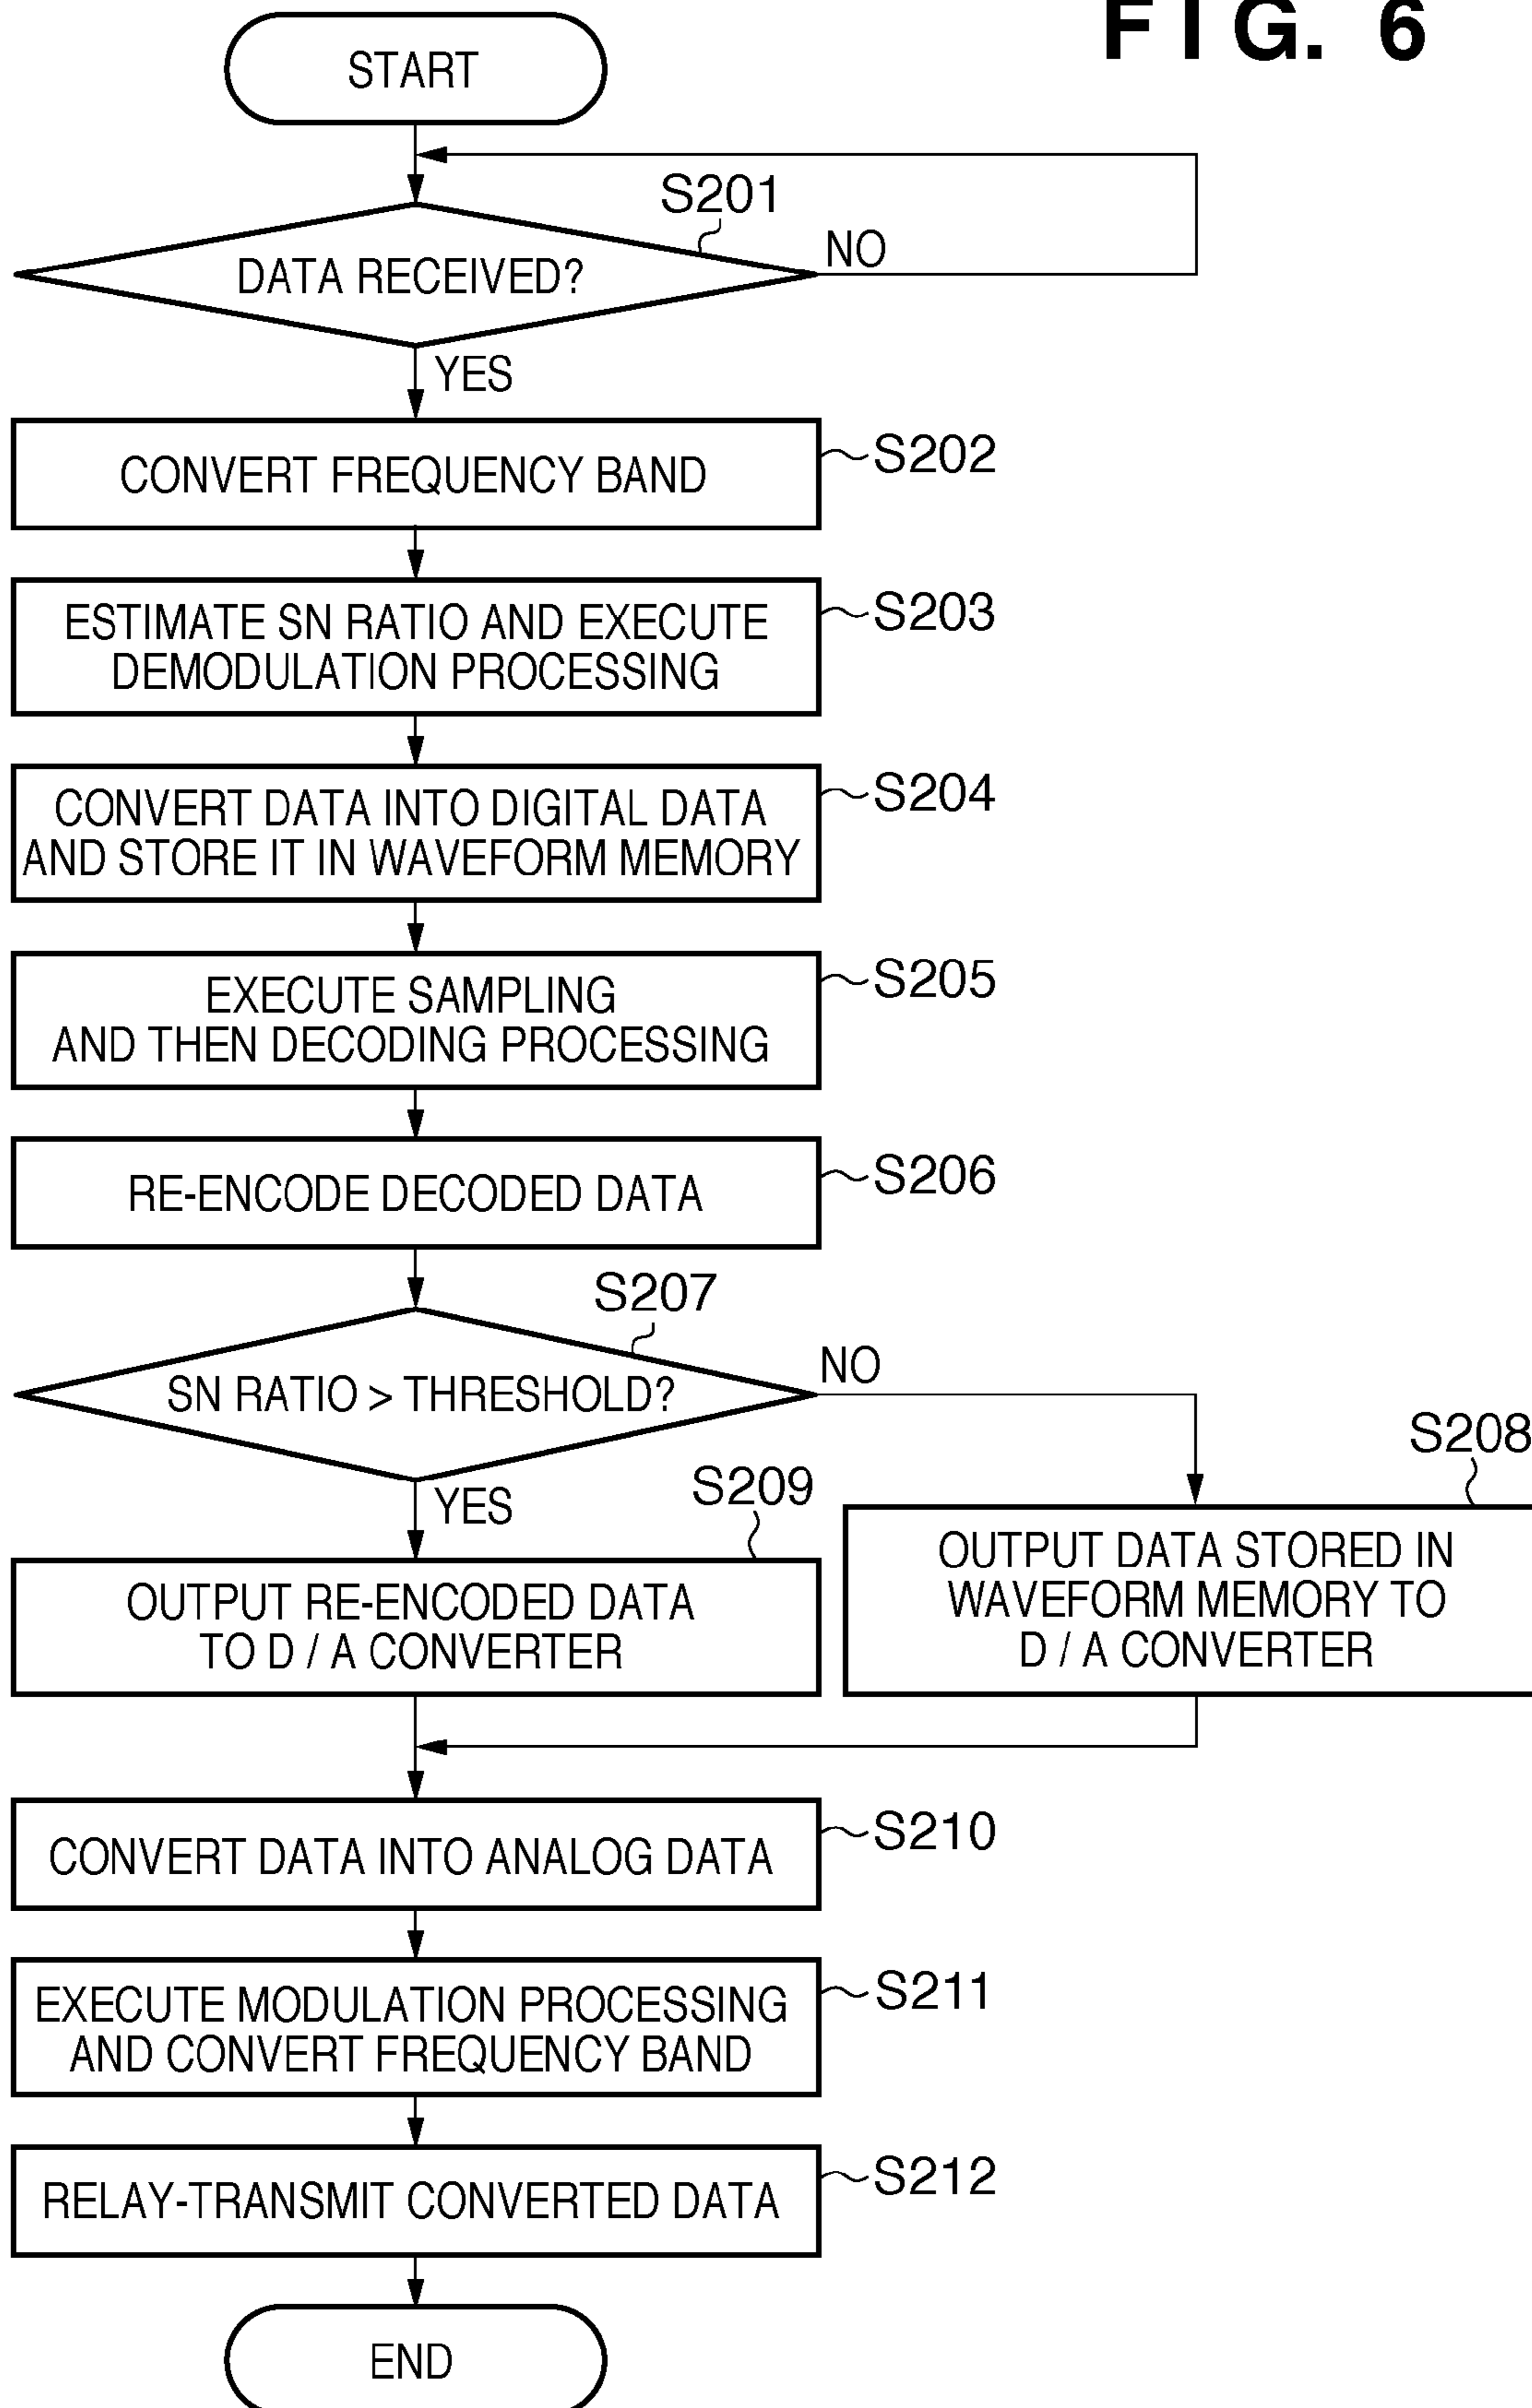 FIG. 6
START
S201
DATA RECEIVED?
NO
YES
CONVERT FREQUENCY BAND
S202
ESTIMATE SN RATIO AND EXECUTE
DEMODULATION PROCESSING
S203
CONVERT DATA INTO DIGITAL DATA
AND STORE IT IN WAVEFORM MEMORY
S204
EXECUTE SAMPLING
AND THEN DECODING PROCESSING
S205
RE-ENCODE DECODED DATA
S206
S207
SN RATIO > THRESHOLD?
NO
YES
S209
OUTPUT RE-ENCODED DATA
TO D / A CONVERTER
S208
OUTPUT DATA STORED IN
WAVEFORM MEMORY TO
D / A CONVERTER
CONVERT DATA INTO ANALOG DATA
S210
EXECUTE MODULATION PROCESSING
AND CONVERT FREQUENCY BAND
S211
RELAY-TRANSMIT CONVERTED DATA
S212
END